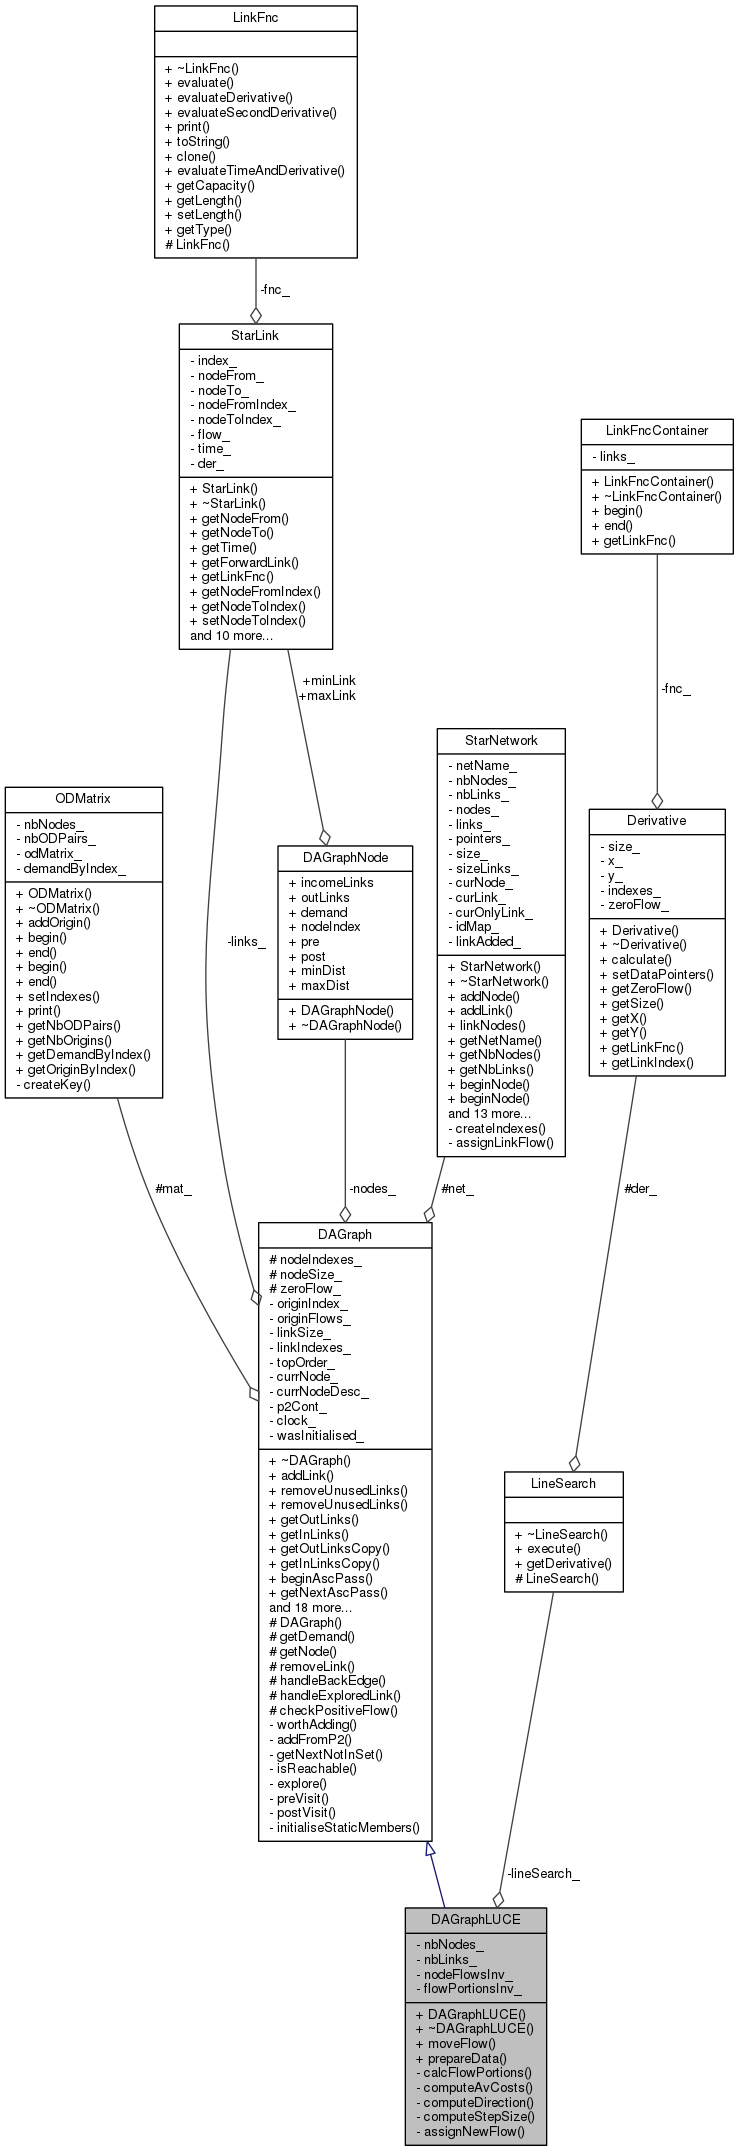 LinkFnc
+ ~LinkFnc()
+ evaluate()
+ evaluateDerivative()
+ evaluateSecondDerivative()
+ print()
+ toString()
+ clone()
+ evaluateTimeAndDerivative()
+ getCapacity()
+ getLength()
+ setLength()
+ getType()
# LinkFnc()
-fnc_
StarLink
- index_
- nodeFrom_
- nodeTo_
- nodeFromIndex_
- nodeToIndex_
- flow_
- time_
- der_
+ StarLink()
+ ~StarLink()
+ getNodeFrom()
+ getNodeTo()
+ getTime()
+ getForwardLink()
+ getLinkFnc()
+ getNodeFromIndex()
+ getNodeToIndex()
+ setNodeToIndex()
and 10 more...
LinkFncContainer
- links_
+ LinkFncContainer()
+ ~LinkFncContainer()
+ begin()
+ end()
+ getLinkFnc()
+minLink
+maxLink
-fnc_
ODMatrix
- nbNodes_
- nbODPairs_
- odMatrix_
- demandByIndex_
+ ODMatrix()
+ ~ODMatrix()
+ addOrigin()
+ begin()
+ end()
+ begin()
+ end()
+ setIndexes()
+ print()
+ getNbODPairs()
+ getNbOrigins()
+ getDemandByIndex()
+ getOriginByIndex()
- createKey()
-links_
DAGraphNode
+ incomeLinks
+ outLinks
+ demand
+ nodeIndex
+ pre
+ post
+ minDist
+ maxDist
+ DAGraphNode()
+ ~DAGraphNode()
StarNetwork
- netName_
- nbNodes_
- nbLinks_
- nodes_
- links_
- pointers_
- size_
- sizeLinks_
- curNode_
- curLink_
- curOnlyLink_
- idMap_
- linkAdded_
+ StarNetwork()
+ ~StarNetwork()
+ addNode()
+ addLink()
+ linkNodes()
+ getNetName()
+ getNbNodes()
+ getNbLinks()
+ beginNode()
+ beginNode()
and 13 more...
- createIndexes()
- assignLinkFlow()
Derivative
- size_
- x_
- y_
- indexes_
- zeroFlow_
+ Derivative()
+ ~Derivative()
+ calculate()
+ setDataPointers()
+ getZeroFlow()
+ getSize()
+ getX()
+ getY()
+ getLinkFnc()
+ getLinkIndex()
#mat_
-nodes_
#net_
#der_
DAGraph
# nodeIndexes_
# nodeSize_
# zeroFlow_
- originIndex_
- originFlows_
- linkSize_
- linkIndexes_
- topOrder_
- currNode_
- currNodeDesc_
- p2Cont_
- clock_
- wasInitialised_
+ ~DAGraph()
+ addLink()
+ removeUnusedLinks()
+ removeUnusedLinks()
+ getOutLinks()
+ getInLinks()
+ getOutLinksCopy()
+ getInLinksCopy()
+ beginAscPass()
+ getNextAscPass()
and 18 more...
# DAGraph()
# getDemand()
# getNode()
# removeLink()
# handleBackEdge()
# handleExploredLink()
# checkPositiveFlow()
- worthAdding()
- addFromP2()
- getNextNotInSet()
- isReachable()
- explore()
- preVisit()
- postVisit()
- initialiseStaticMembers()
LineSearch
+ ~LineSearch()
+ execute()
+ getDerivative()
# LineSearch()
-lineSearch_
DAGraphLUCE
- nbNodes_
- nbLinks_
- nodeFlowsInv_
- flowPortionsInv_
+ DAGraphLUCE()
+ ~DAGraphLUCE()
+ moveFlow()
+ prepareData()
- calcFlowPortions()
- computeAvCosts()
- computeDirection()
- computeStepSize()
- assignNewFlow()